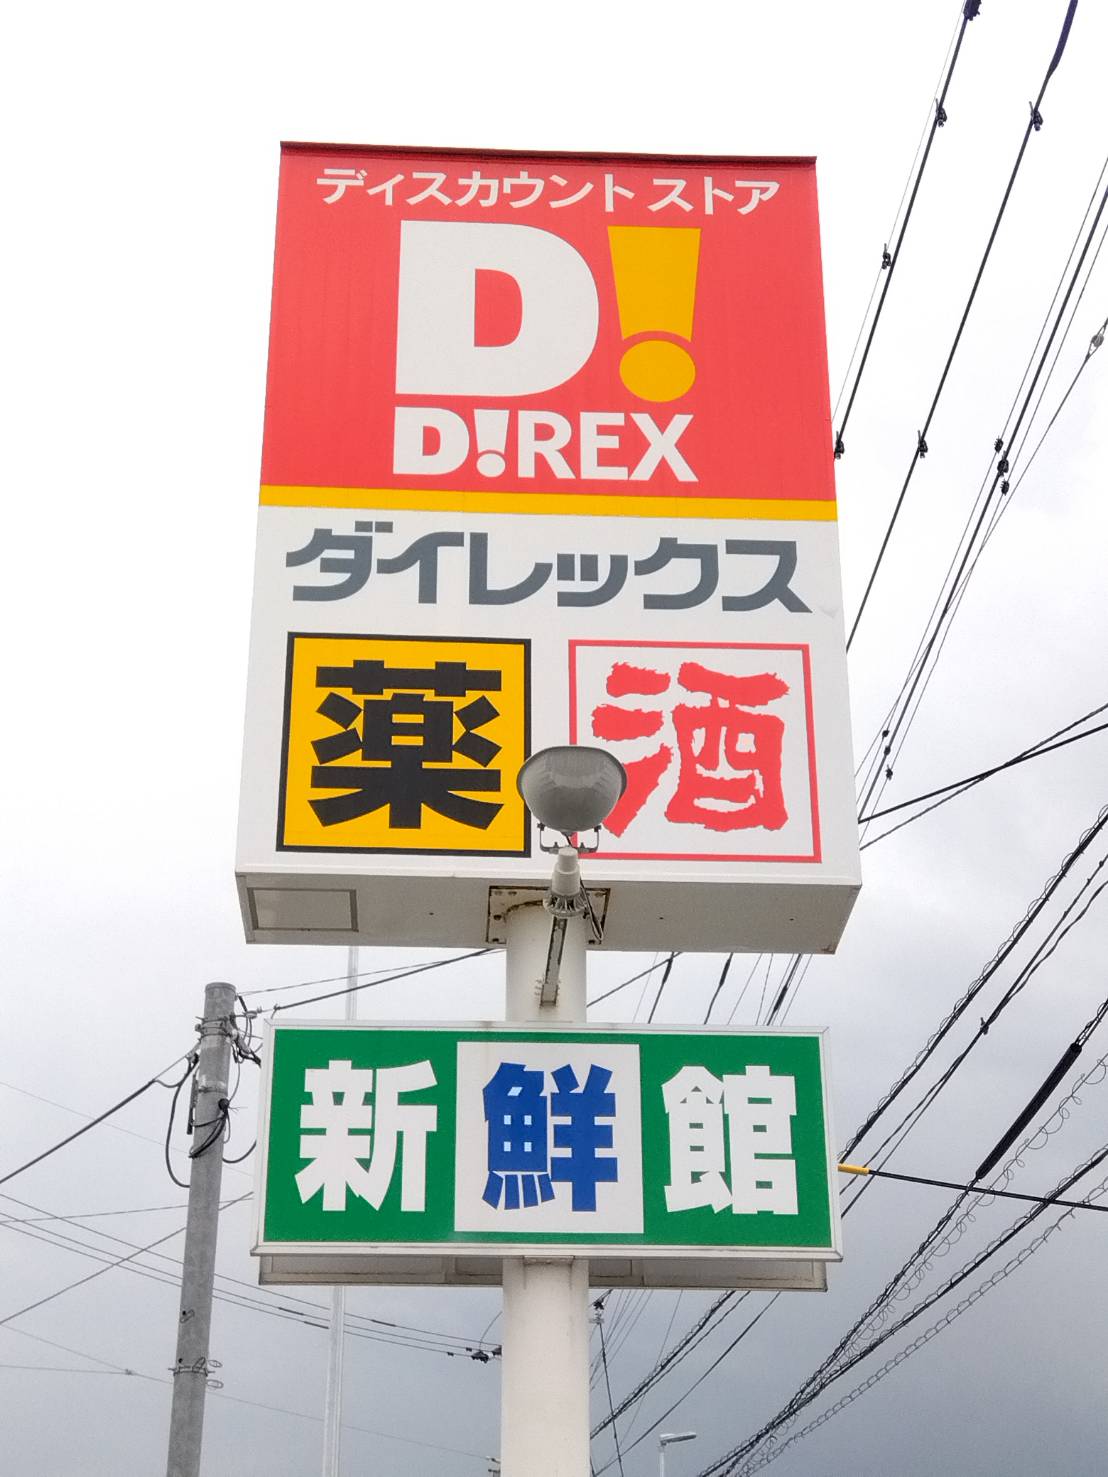 ディスカウント ストア
D!
D!REX
ダイレックス
薬 酒
新鮮館